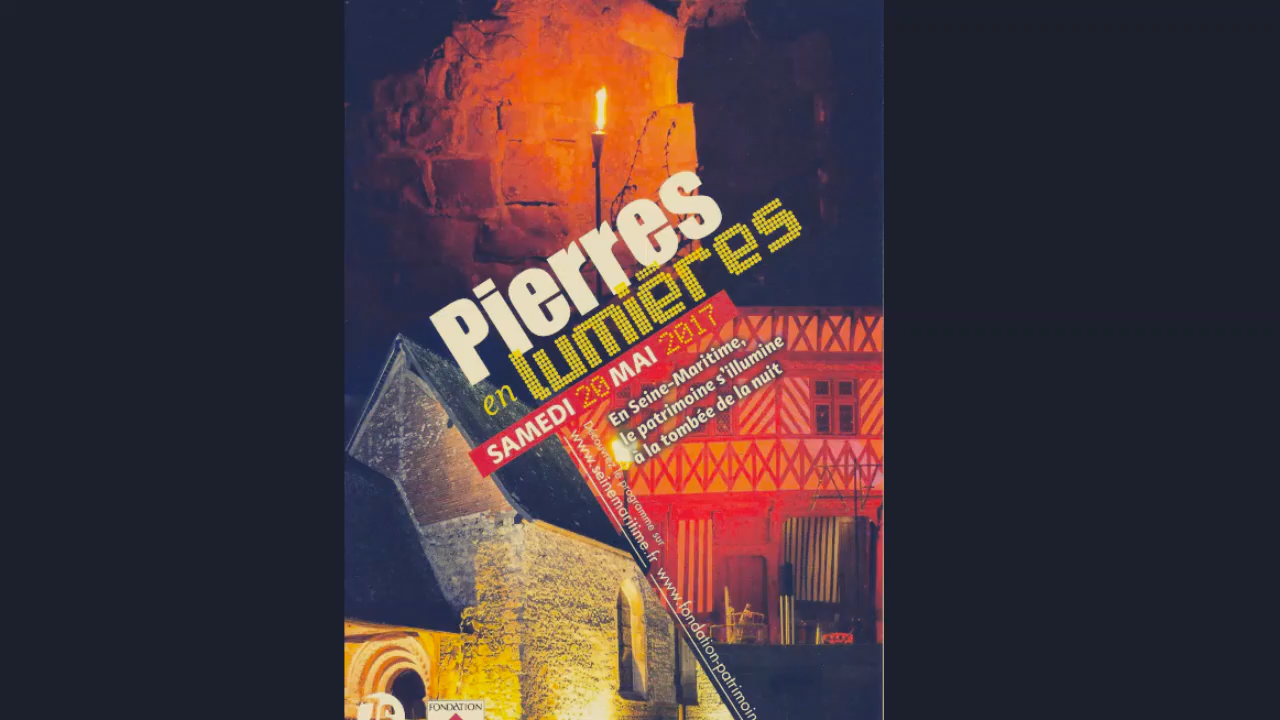 Pierres
en lumières
SAMEDI 20 MAI 2017
En Seine-Maritime,
le patrimoine s'illumine
à la tombée de la nuit
Découvrez le programme sur
www.seinemaritime.fr www.fondation-patrimoin
FONDATION